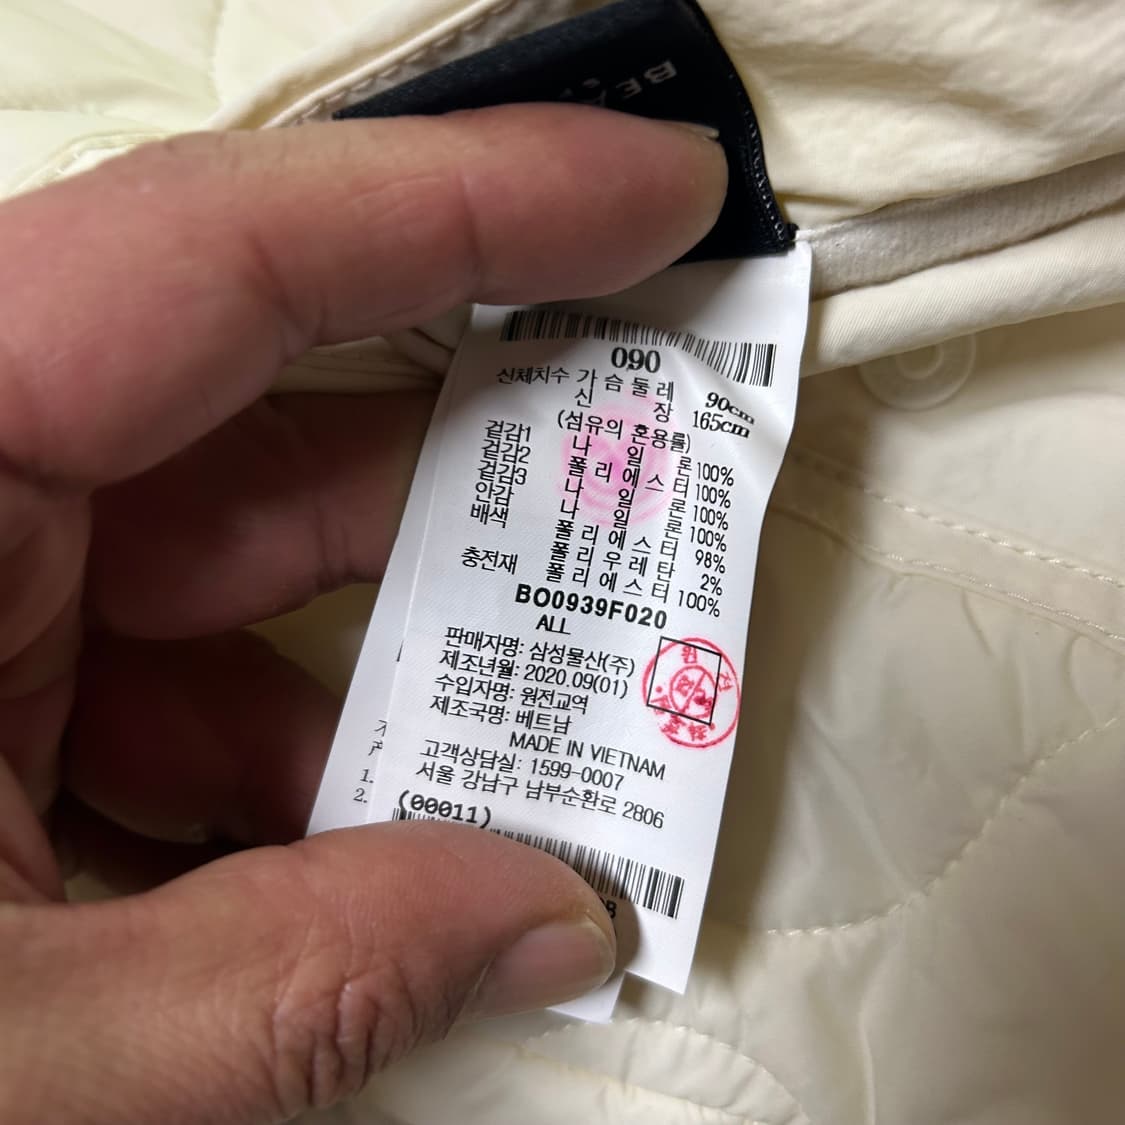 BEA
090
신체치수 가슴둘레 90cm
신장 165cm
(섬유의 혼용률)
겉감1 나일론 100%
겉감2 폴리에스터 100%
겉감3 나일론 100%
안감 나일론 100%
배색 폴리에스터 98%
폴리우레탄 2%
충전재 폴리에스터 100%
BO0939F020
ALL
판매자명: 삼성물산(주)
제조년월: 2020.09(01)
수입자명: 원전교역
제조국명: 베트남
MADE IN VIETNAM
고객상담실: 1599-0007
서울 강남구 남부순환로 2806
(00011)
1.
2.